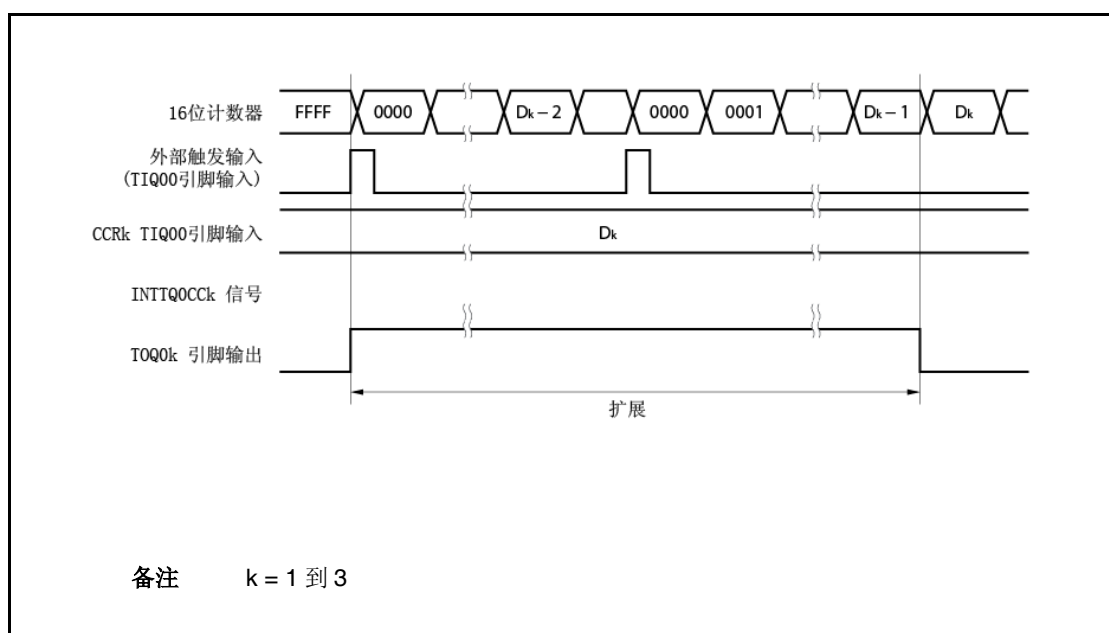 16位计数器 FFFF 0000 Dk – 2 0000 0001 Dk – 1 Dk
外部触发输入
(TIQ00引脚输入)
CCRk TIQ00引脚输入 Dk
INTTQ0CCk 信号
TOQ0k 引脚输出
扩展
备注 k = 1 到 3